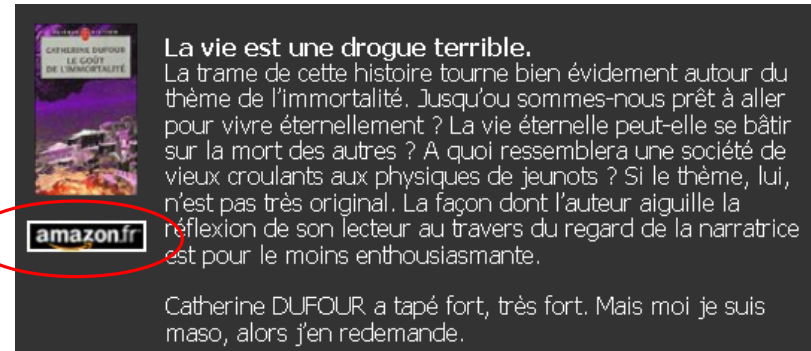 CATHERINE DUFOUR
LE GOÛT
DE L'IMMORTALITÉ
amazon.fr
La vie est une drogue terrible.
La trame de cette histoire tourne bien évidement autour du
thème de l'immortalité. Jusqu'ou sommes-nous prêt à aller
pour vivre éternellement ? La vie éternelle peut-elle se bâtir
sur la mort des autres ? A quoi ressemblera une société de
vieux croulants aux physiques de jeunots ? Si le thème, lui,
n'est pas très original. La façon dont l'auteur aiguille la
réflexion de son lecteur au travers du regard de la narratrice
est pour le moins enthousiasmante.
Catherine DUFOUR a tapé fort, très fort. Mais moi je suis
maso, alors j'en redemande.